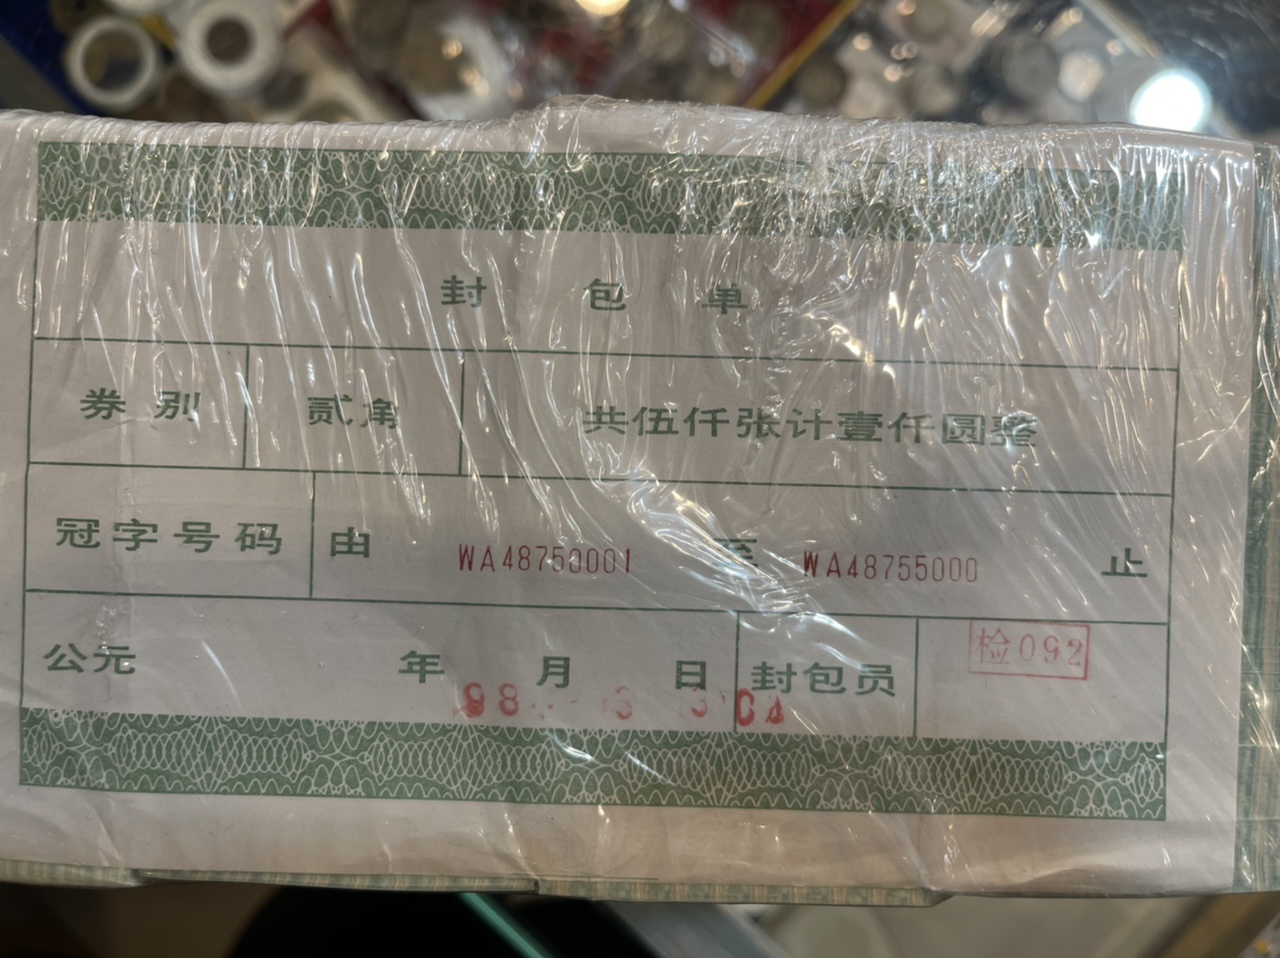 封包单
券别 贰角 共伍仟张计壹仟圆整
冠字号码 由 WA48750001 至 WA48755000 止
公元 年 月 日 封包员 检092
98